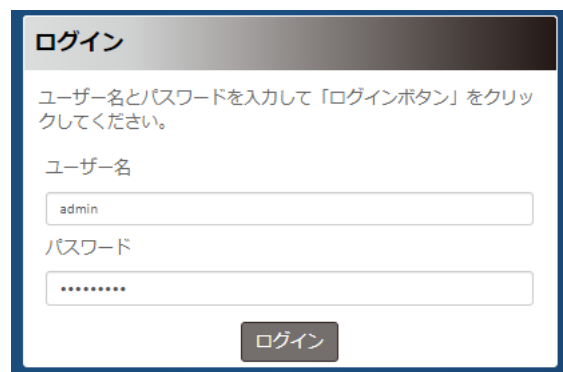 ログイン
ユーザー名とパスワードを入力して「ログインボタン」をクリッ
クしてください。
ユーザー名
admin
パスワード
•••••••••
ログイン